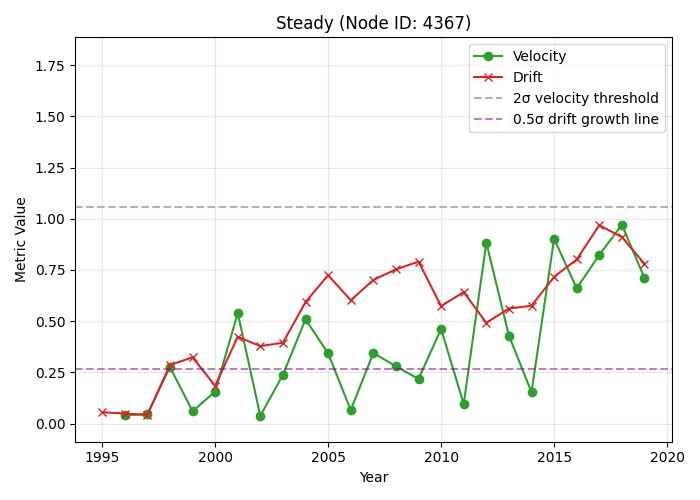 Steady (Node ID: 4367)
Velocity
Drift
2σ velocity threshold
0.5σ drift growth line
Metric Value
1.75
1.50
1.25
1.00
0.75
0.50
0.25
0.00
1995 2000 2005 2010 2015 2020
Year